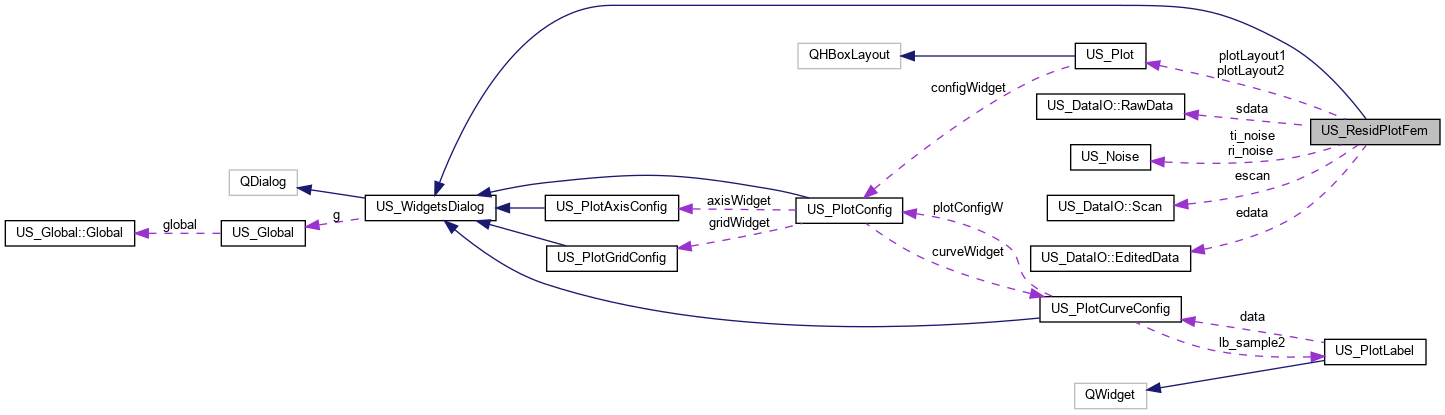 QHBoxLayout
US_Plot
plotLayout1
plotLayout2
configWidget
US_DataIO::RawData
sdata
US_ResidPlotFem
US_Noise
ti_noise
ri_noise
QDialog
escan
US_WidgetsDialog
US_PlotAxisConfig
axisWidget
US_PlotConfig
plotConfigW
US_DataIO::Scan
edata
US_Global::Global
global
US_Global
g
gridWidget
US_PlotGridConfig
curveWidget
US_DataIO::EditedData
US_PlotCurveConfig
data
lb_sample2
US_PlotLabel
QWidget